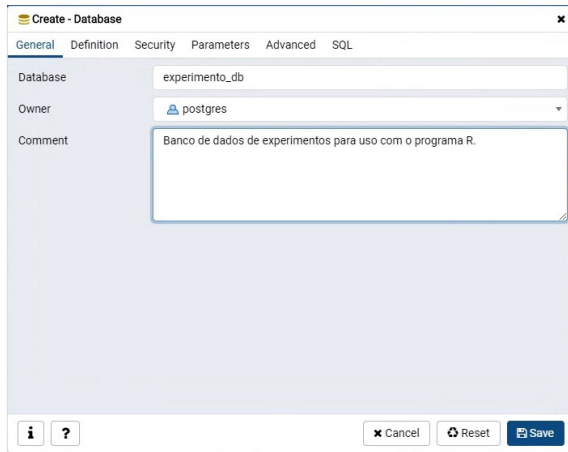 Create - Database
General Definition Security Parameters Advanced SQL
Database experimento_db
Owner postgres
Comment Banco de dados de experimentos para uso com o programa R.
i ? Cancel Reset Save